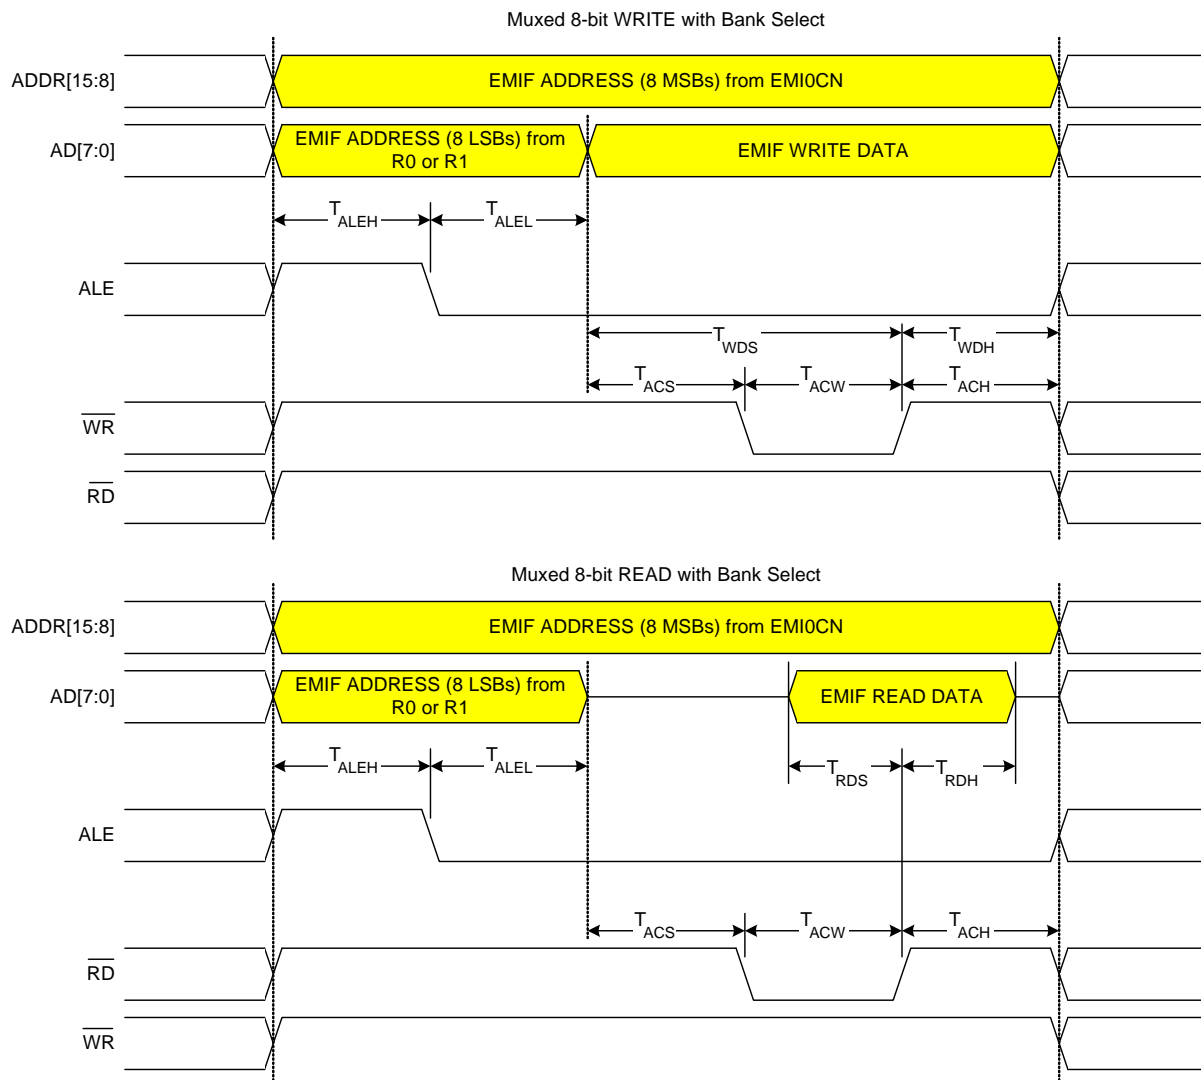 Muxed 8-bit WRITE with Bank Select
ADDR[15:8]
EMIF ADDRESS (8 MSBs) from EMI0CN
AD[7:0]
EMIF ADDRESS (8 LSBs) from
R0 or R1
EMIF WRITE DATA
TALEH
TALEL
ALE
TWDS
TWDH
TACS
TACW
TACH
WR
RD
Muxed 8-bit READ with Bank Select
ADDR[15:8]
EMIF ADDRESS (8 MSBs) from EMI0CN
AD[7:0]
EMIF ADDRESS (8 LSBs) from
R0 or R1
EMIF READ DATA
TALEH
TALEL
TRDS
TRDH
ALE
TACS
TACW
TACH
RD
WR